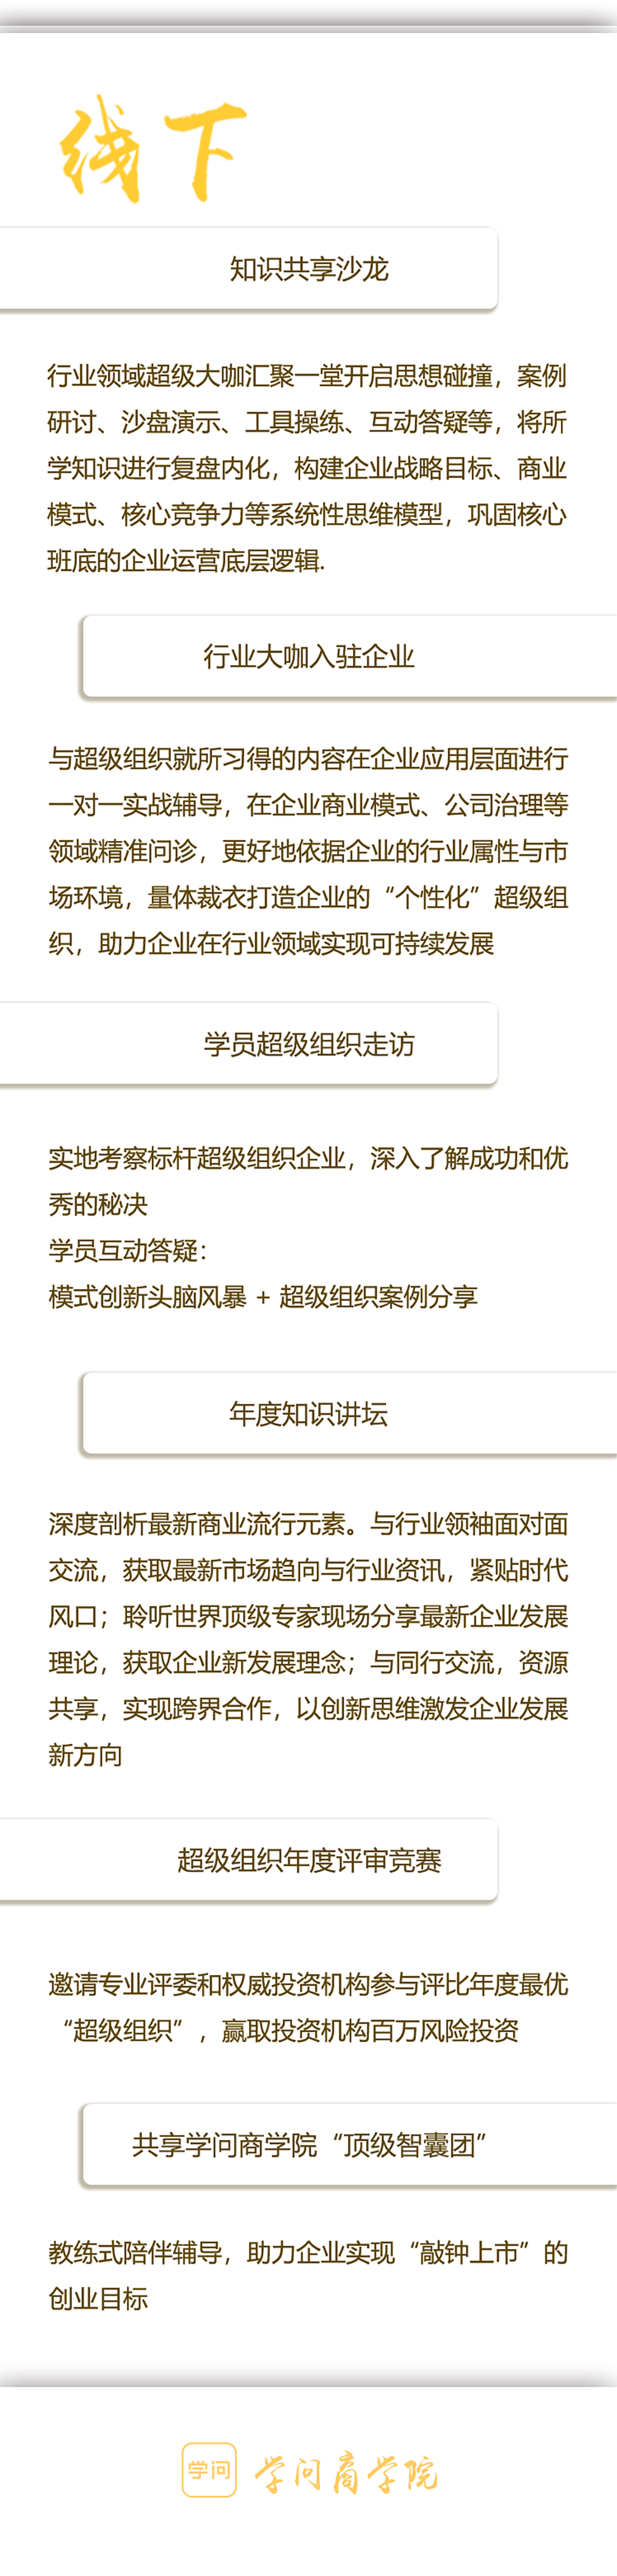 线下
知识共享沙龙
行业领域超级大咖汇聚一堂开启思想碰撞，案例
研讨、沙盘演示、工具操练、互动答疑等，将所
学知识进行复盘内化，构建企业战略目标、商业
模式、核心竞争力等系统性思维模型，巩固核心
班底的企业运营底层逻辑.
行业大咖入驻企业
与超级组织就所习得的内容在企业应用层面进行
一对一实战辅导，在企业商业模式、公司治理等
领域精准问诊，更好地依据企业的行业属性与市
场环境，量体裁衣打造企业的“个性化”超级组
织，助力企业在行业领域实现可持续发展
学员超级组织走访
实地考察标杆超级组织企业，深入了解成功和优
秀的秘决
学员互动答疑：
模式创新头脑风暴 + 超级组织案例分享
年度知识讲坛
深度剖析最新商业流行元素。与行业领袖面对面
交流，获取最新市场趋向与行业资讯，紧贴时代
风口；聆听世界顶级专家现场分享最新企业发展
理论，获取企业新发展理念；与同行交流，资源
共享，实现跨界合作，以创新思维激发企业发展
新方向
超级组织年度评审竞赛
邀请专业评委和权威投资机构参与评比年度最优
“超级组织”，赢取投资机构百万风险投资
共享学问商学院“顶级智囊团”
教练式陪伴辅导，助力企业实现“敲钟上市”的
创业目标
学问 学问商学院